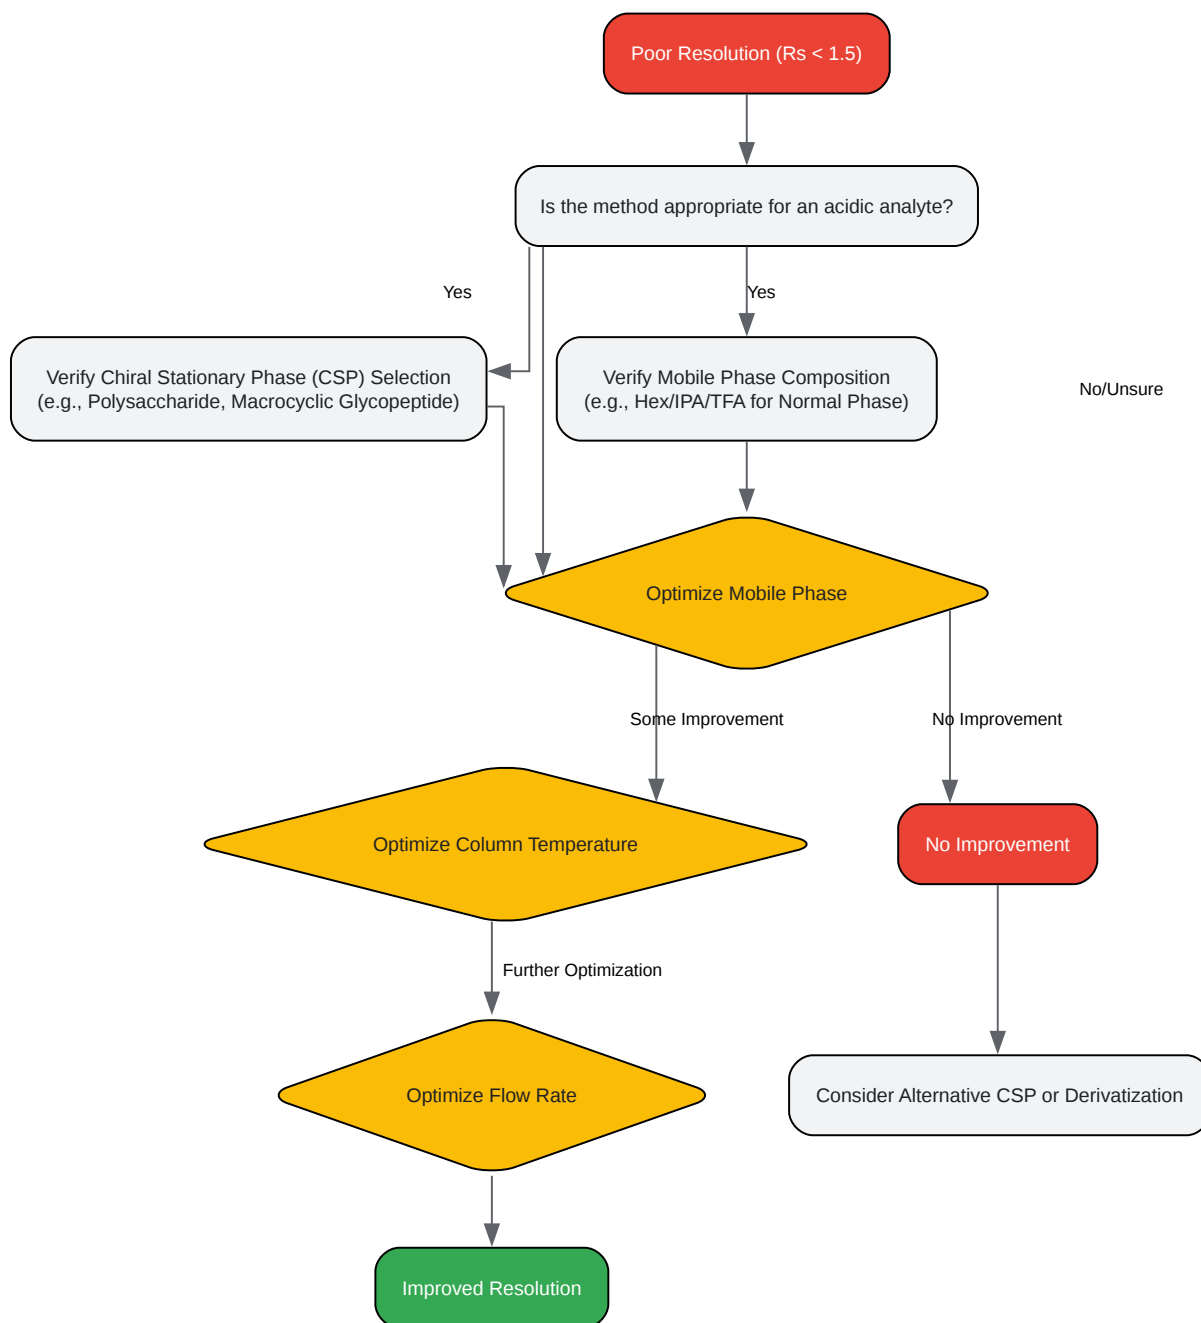 Poor Resolution (Rs < 1.5)
Is the method appropriate for an acidic analyte?
Yes
Yes
Verify Chiral Stationary Phase (CSP) Selection
(e.g., Polysaccharide, Macrocyclic Glycopeptide)
Verify Mobile Phase Composition
(e.g., Hex/IPA/TFA for Normal Phase)
No/Unsure
Optimize Mobile Phase
Some Improvement
No Improvement
Optimize Column Temperature
No Improvement
Further Optimization
Optimize Flow Rate
Consider Alternative CSP or Derivatization
Improved Resolution